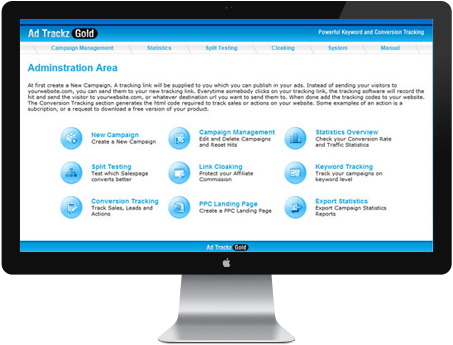 Ad Trackz Gold
Powerful Keyword and Conversion Tracking
Campaign Management Statistics Split Testing Cloaking System Manual
Adminstration Area
At first create a New Campaign. A tracking link will be supplied to you which you can publish in your ads. Instead of sending your visitors to
yourwebsite.com, you can send them to your new tracking link. Everytime somebody clicks on your tracking link, the tracking software will record the
hit and send the visitor to yourwebsite.com, or whatever destination url you want to send them to. When done add the tracking codes to your website.
The Conversion Tracking section generates the html code required to track sales or actions on your website. Some examples of an action is a
subcription, or a request to download a free version of your product.
New Campaign
Create a New Campaign
Campaign Management
Edit and Delete Campaigns
and Reset Hits
Statistics Overview
Check your Conversion Rate
and Traffic Statistics
Split Testing
Test which Salespage
converts better
Link Cloaking
Protect your Affiliate
Commission
Keyword Tracking
Track your campaigns on
keyword level
Conversion Tracking
Track Sales, Leads and
Actions
PPC Landing Page
Create a PPC Landing Page
Export Statistics
Export Campaign Statistics
Reports
Ad Trackz Gold